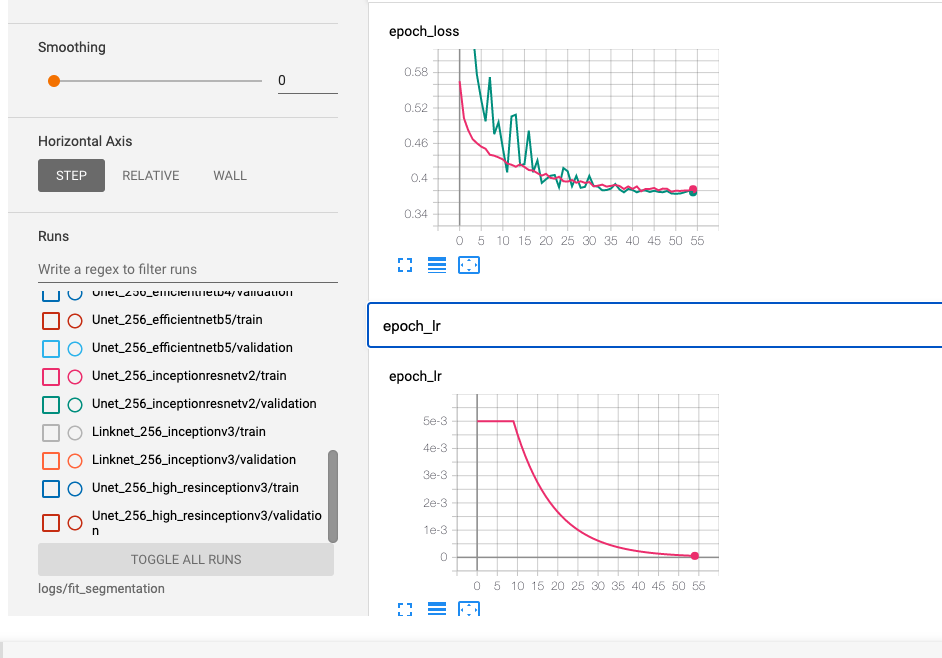 Smoothing
0
Horizontal Axis
STEP RELATIVE WALL
Runs
Write a regex to filter runs
Unet_256_efficientnetb4/validation
Unet_256_efficientnetb5/train
Unet_256_efficientnetb5/validation
Unet_256_inceptionresnetv2/train
Unet_256_inceptionresnetv2/validation
Linknet_256_inceptionv3/train
Linknet_256_inceptionv3/validation
Unet_256_high_resinceptionv3/train
Unet_256_high_resinceptionv3/validatio
n
TOGGLE ALL RUNS
logs/fit_segmentation
epoch_loss
0.58
0.52
0.46
0.4
0.34
0 5 10 15 20 25 30 35 40 45 50 55
epoch_lr
epoch_lr
5e-3
4e-3
3e-3
2e-3
1e-3
0
0 5 10 15 20 25 30 35 40 45 50 55